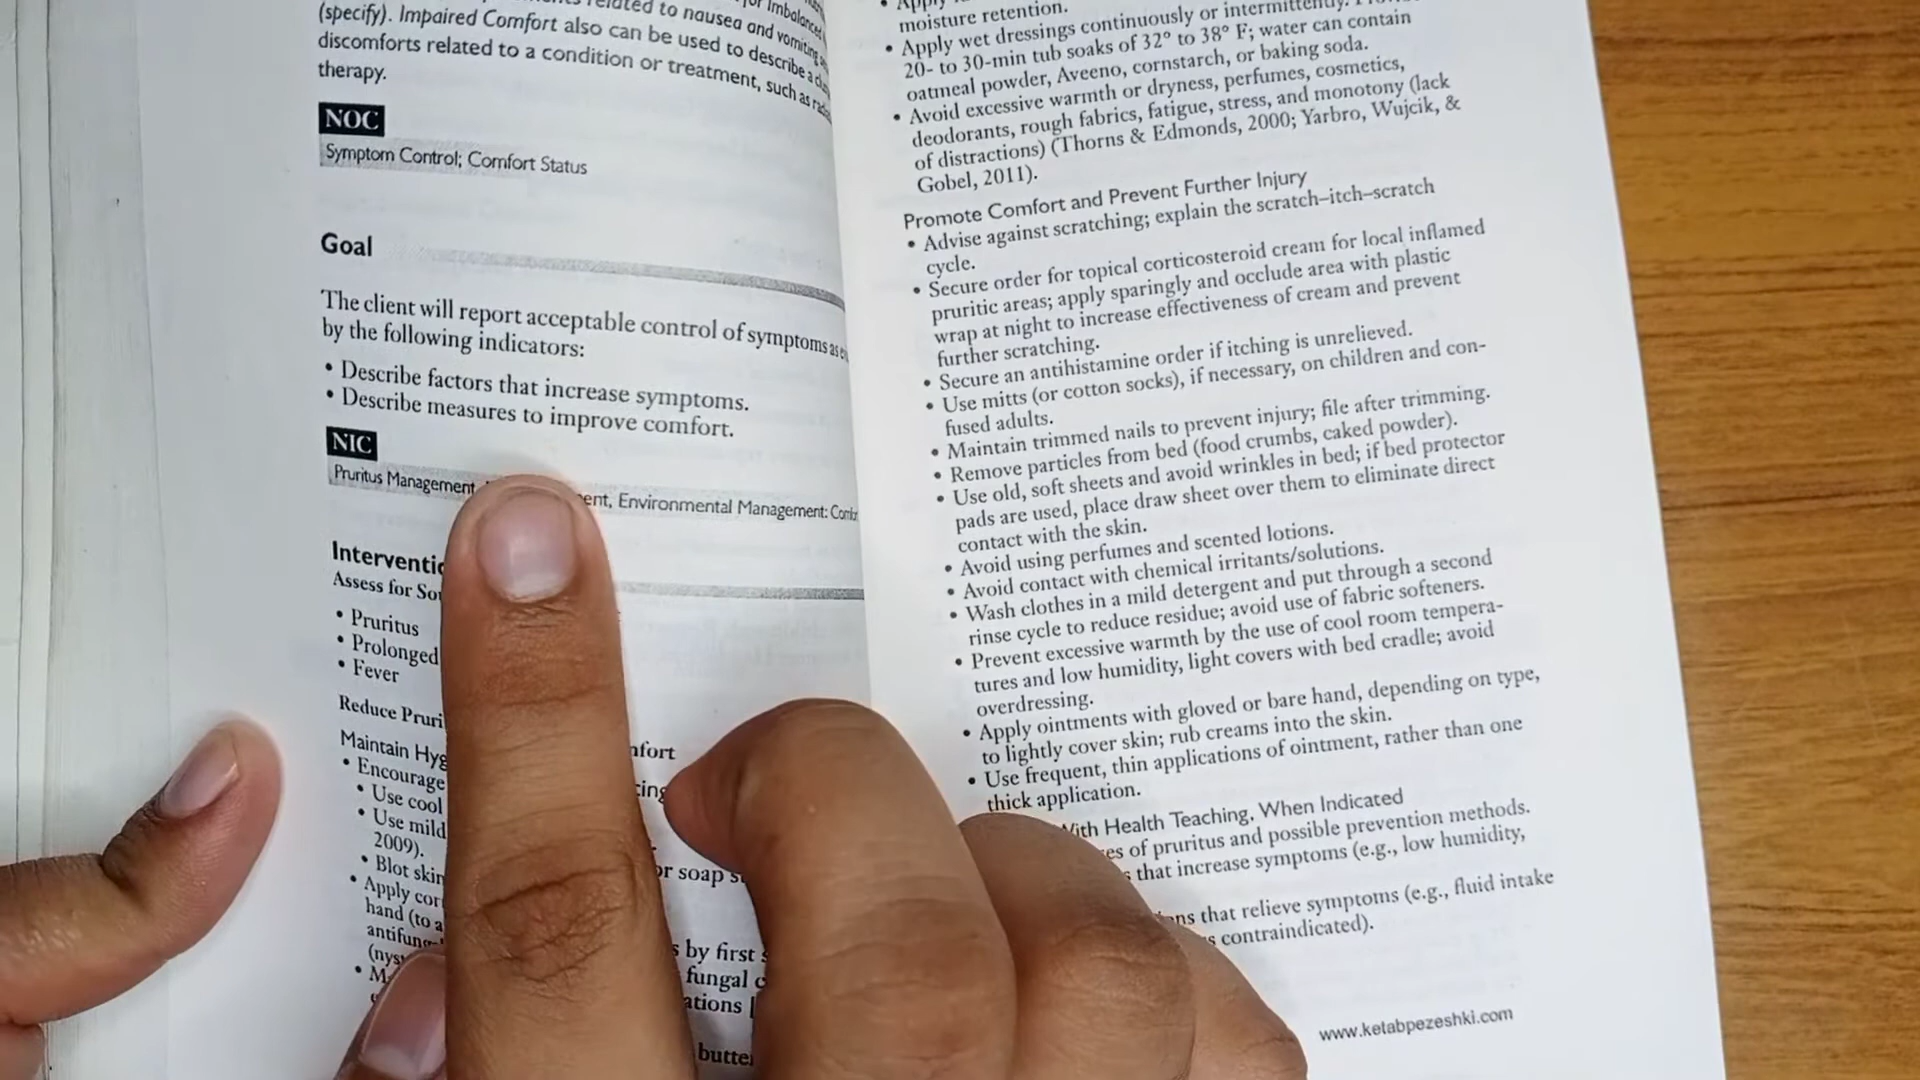 related to nausea and vomiting
(specify). Impaired Comfort also can be used to describe a
discomforts related to a condition or treatment, such as
therapy.
NOC
Symptom Control; Comfort Status
Goal
The client will report acceptable control of symptoms as
by the following indicators:
• Describe factors that increase symptoms.
• Describe measures to improve comfort.
NIC
Pruritus Management, Environmental Management:
Assess for
• Pruritus
• Prolonged
• Fever
Reduce
Maintain
• Encourage
• Use cool
• Use mild
2009).
or soap
• Blot skin
• Apply
hand (to
by first
fungal
moisture retention.
• Apply wet dressings continuously or intermittently.
20- to 30-min tub soaks of 32° to 38° F; water can contain
oatmeal powder, Aveeno, cornstarch, or baking soda.
• Avoid excessive warmth or dryness, perfumes, cosmetics,
deodorants, rough fabrics, fatigue, stress, and monotony (lack
of distractions) (Thorns & Edmonds, 2000; Yarbro, Wujcik, &
Gobel, 2011).
Promote Comfort and Prevent Further Injury
• Advise against scratching; explain the scratch–itch–scratch
cycle.
• Secure order for topical corticosteroid cream for local inflamed
pruritic areas; apply sparingly and occlude area with plastic
wrap at night to increase effectiveness of cream and prevent
further scratching.
• Secure an antihistamine order if itching is unrelieved.
• Use mitts (or cotton socks), if necessary, on children and con-
fused adults.
• Maintain trimmed nails to prevent injury; file after trimming.
• Remove particles from bed (food crumbs, caked powder).
• Use old, soft sheets and avoid wrinkles in bed; if bed protector
pads are used, place draw sheet over them to eliminate direct
contact with the skin.
• Avoid using perfumes and scented lotions.
• Avoid contact with chemical irritants/solutions.
• Wash clothes in a mild detergent and put through a second
rinse cycle to reduce residue; avoid use of fabric softeners.
• Prevent excessive warmth by the use of cool room tempera-
tures and low humidity, light covers with bed cradle; avoid
overdressing.
• Apply ointments with gloved or bare hand, depending on type,
to lightly cover skin; rub creams into the skin.
• Use frequent, thin applications of ointment, rather than one
thick application.
With Health Teaching, When Indicated
of pruritus and possible prevention methods.
that increase symptoms (e.g., low humidity,
that relieve symptoms (e.g., fluid intake
contraindicated).
www.ketabpezeshki.com